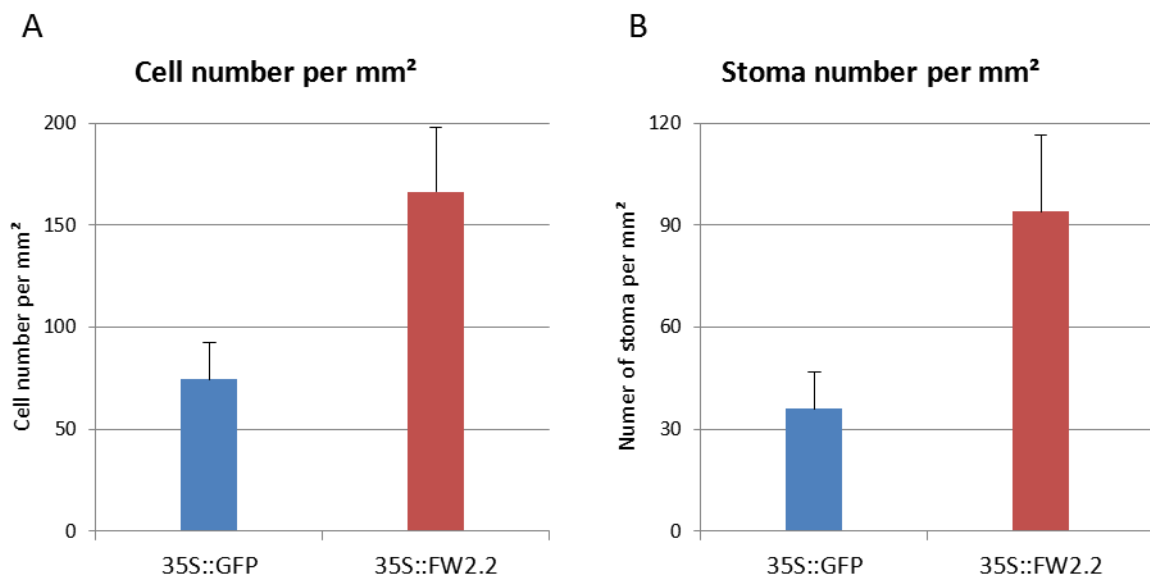 A
Cell number per mm²
Cell number per mm²
200
150
100
50
0
35S::GFP
35S::FW2.2
B
Stoma number per mm²
Numer of stoma per mm²
120
90
60
30
0
35S::GFP
35S::FW2.2